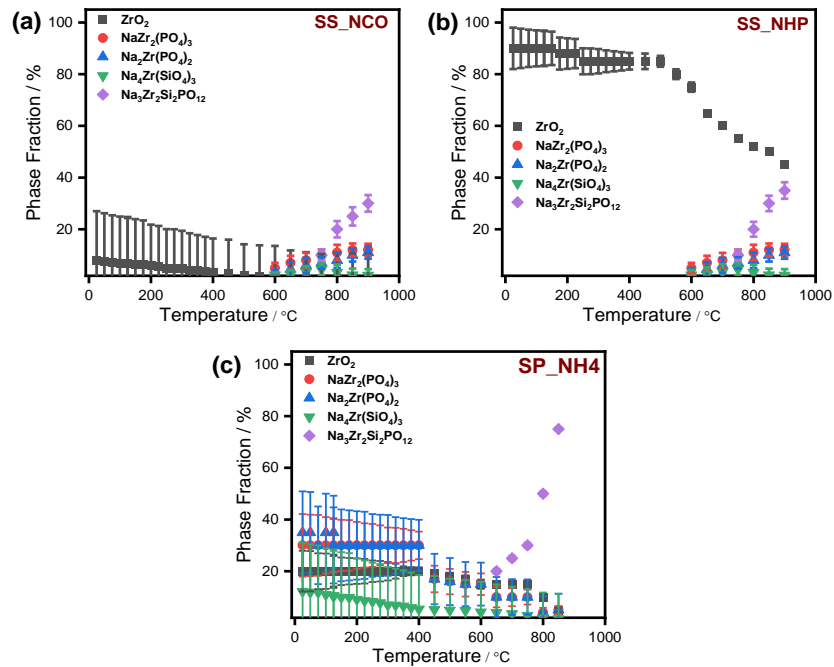 (a)
SS_NCO
ZrO₂
NaZr₂(PO₄)₃
Na₂Zr(PO₄)₂
Na₄Zr(SiO₄)₃
Na₃Zr₂Si₂PO₁₂
Phase Fraction / %
100
80
60
40
20
0 200 400 600 800 1000
Temperature / °C
(b)
SS_NHP
ZrO₂
NaZr₂(PO₄)₃
Na₂Zr(PO₄)₂
Na₄Zr(SiO₄)₃
Na₃Zr₂Si₂PO₁₂
Phase Fraction / %
100
80
60
40
20
0 200 400 600 800 1000
Temperature / °C
(c)
SP_NH4
ZrO₂
NaZr₂(PO₄)₃
Na₂Zr(PO₄)₂
Na₄Zr(SiO₄)₃
Na₃Zr₂Si₂PO₁₂
Phase Fraction / %
100
80
60
40
20
0 200 400 600 800 1000
Temperature / °C